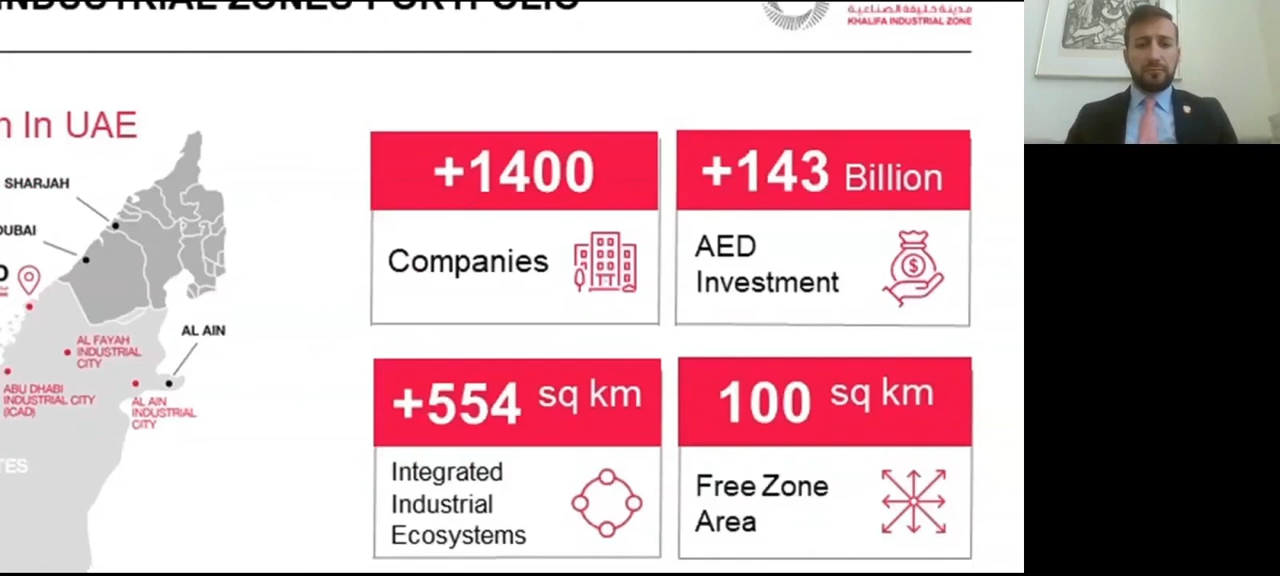 INDUSTRIAL ZONES PORTFOLIO
مدينة خليفة الصناعية
KHALIFA INDUSTRIAL ZONE
In UAE
SHARJAH
DUBAI
AL AIN
AL FAYAH
INDUSTRIAL
CITY
ABU DHABI
INDUSTRIAL CITY
(ICAD)
AL AIN
INDUSTRIAL
CITY
+1400
Companies
+143 Billion
AED
Investment
+554 sq km
Integrated
Industrial
Ecosystems
100 sq km
Free Zone
Area